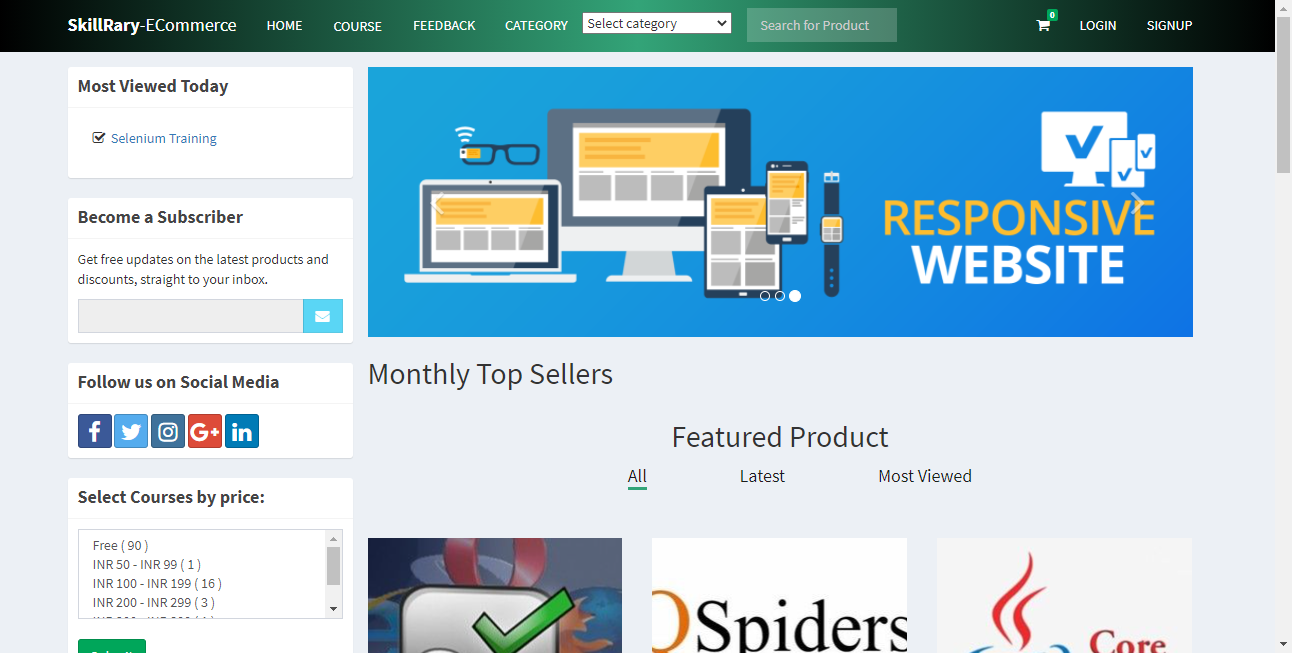 SkillRary-ECommerce HOME COURSE FEEDBACK CATEGORY Select category Search for Product 0 LOGIN SIGNUP
Most Viewed Today
Selenium Training
Become a Subscriber
Get free updates on the latest products and
discounts, straight to your inbox.
Follow us on Social Media
Select Courses by price:
Free ( 90 )
INR 50 - INR 99 ( 1 )
INR 100 - INR 199 ( 16 )
INR 200 - INR 299 ( 3 )
RESPONSIVE
WEBSITE
Monthly Top Sellers
Featured Product
All Latest Most Viewed
Spiders
Core